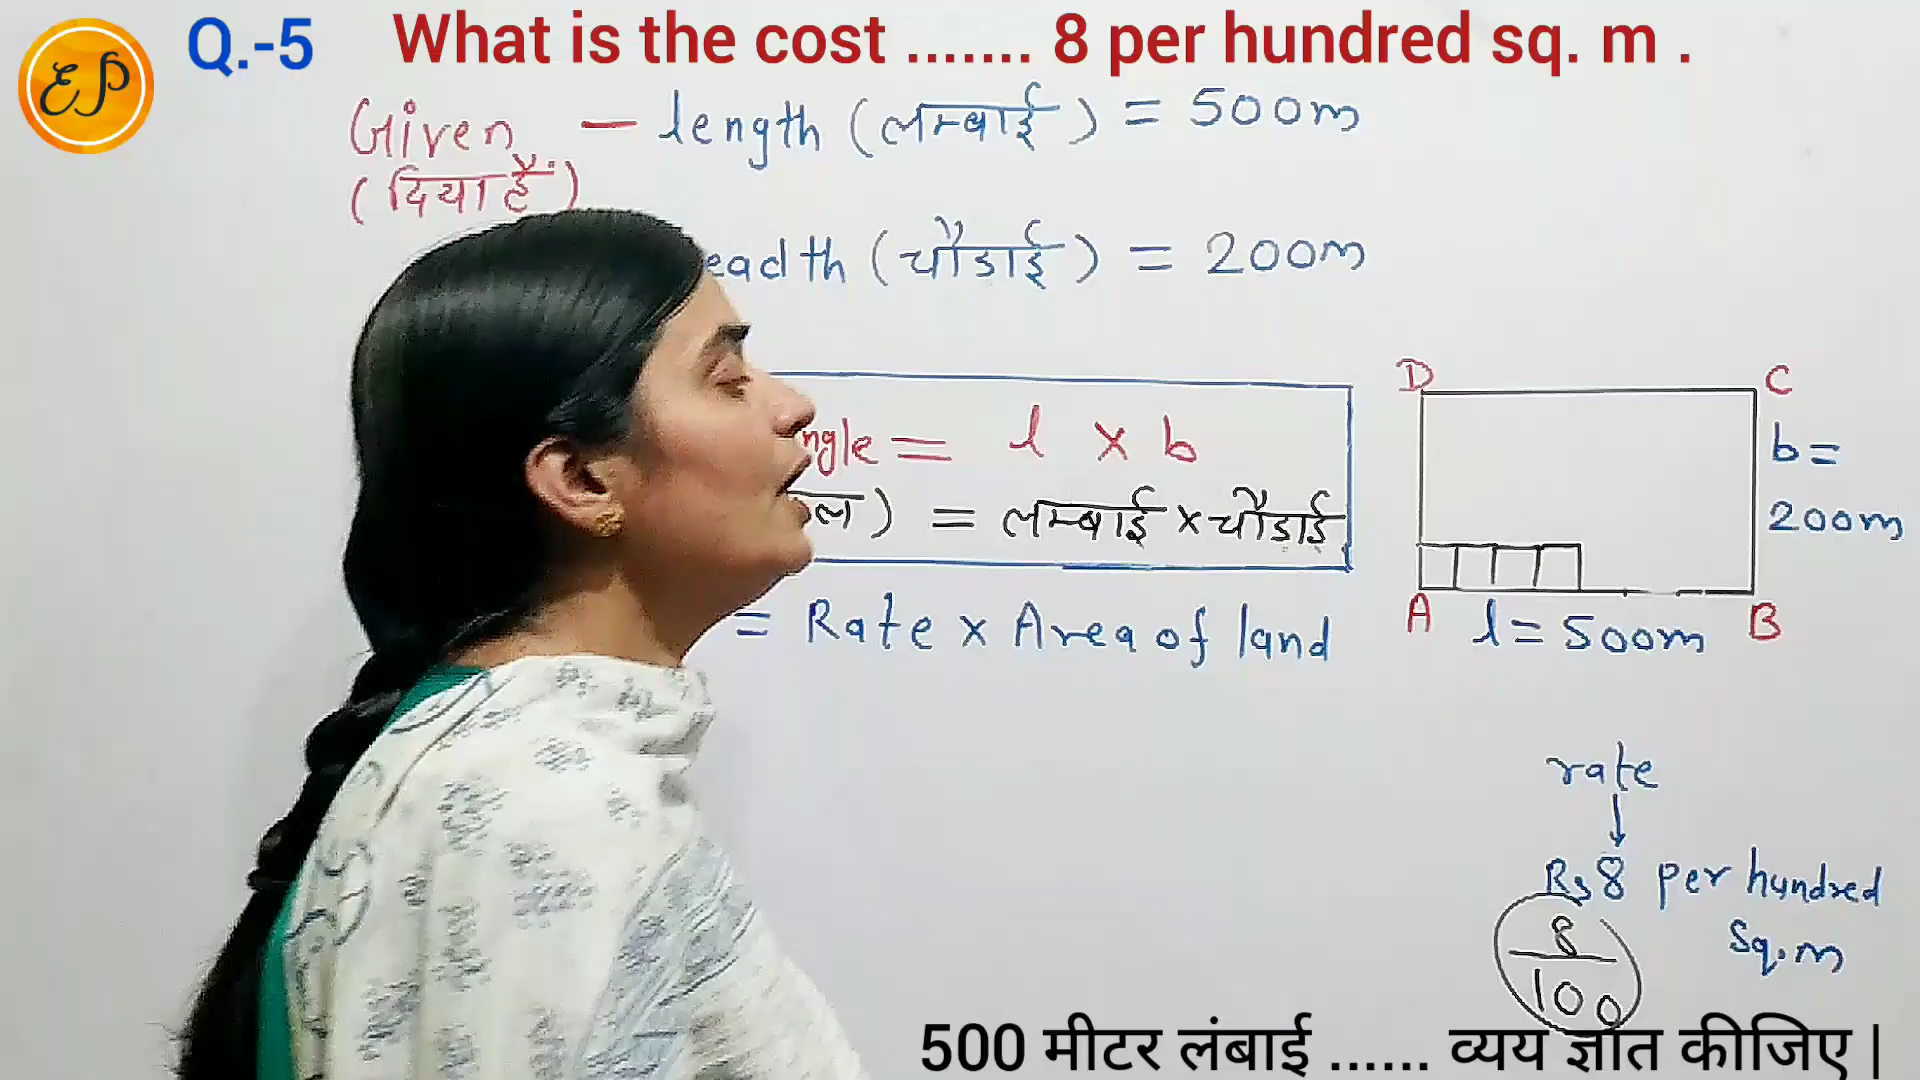 EP
Q.-5 What is the cost ....... 8 per hundred sq. m .
Given - length (लम्बाई) = 500m
(दिया है)
eadth (चौडाई) = 200m
ngle = l x b
ल) = लम्बाई x चौडाई
= Rate x Area of land
D
C
b =
200m
A
l = 500m
B
rate
Rs 8 per hundred
sq.m
8
100
500 मीटर लंबाई ...... व्यय ज्ञात कीजिए |